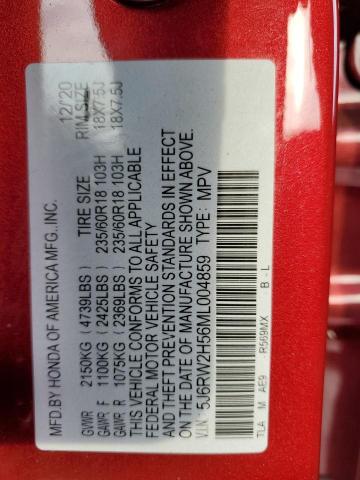 MFD.BY HONDA OF AMERICA MFG.,INC. 12/'20
TIRE SIZE RIM SIZE
GVWR 2150KG (4739LBS)
GAWR F 1100KG (2425LBS) 235/60R18 103H 18X7.5J
GAWR R 1075KG (2369LBS) 235/60R18 103H 18X7.5J
THIS VEHICLE CONFORMS TO ALL APPLICABLE
FEDERAL MOTOR VEHICLE SAFETY
AND THEFT PREVENTION STANDARDS IN EFFECT
ON THE DATE OF MANUFACTURE SHOWN ABOVE.
V.I.N: 5J6RW2H56ML004859 TYPE: MPV
TLA M AE9 R569MX B - L